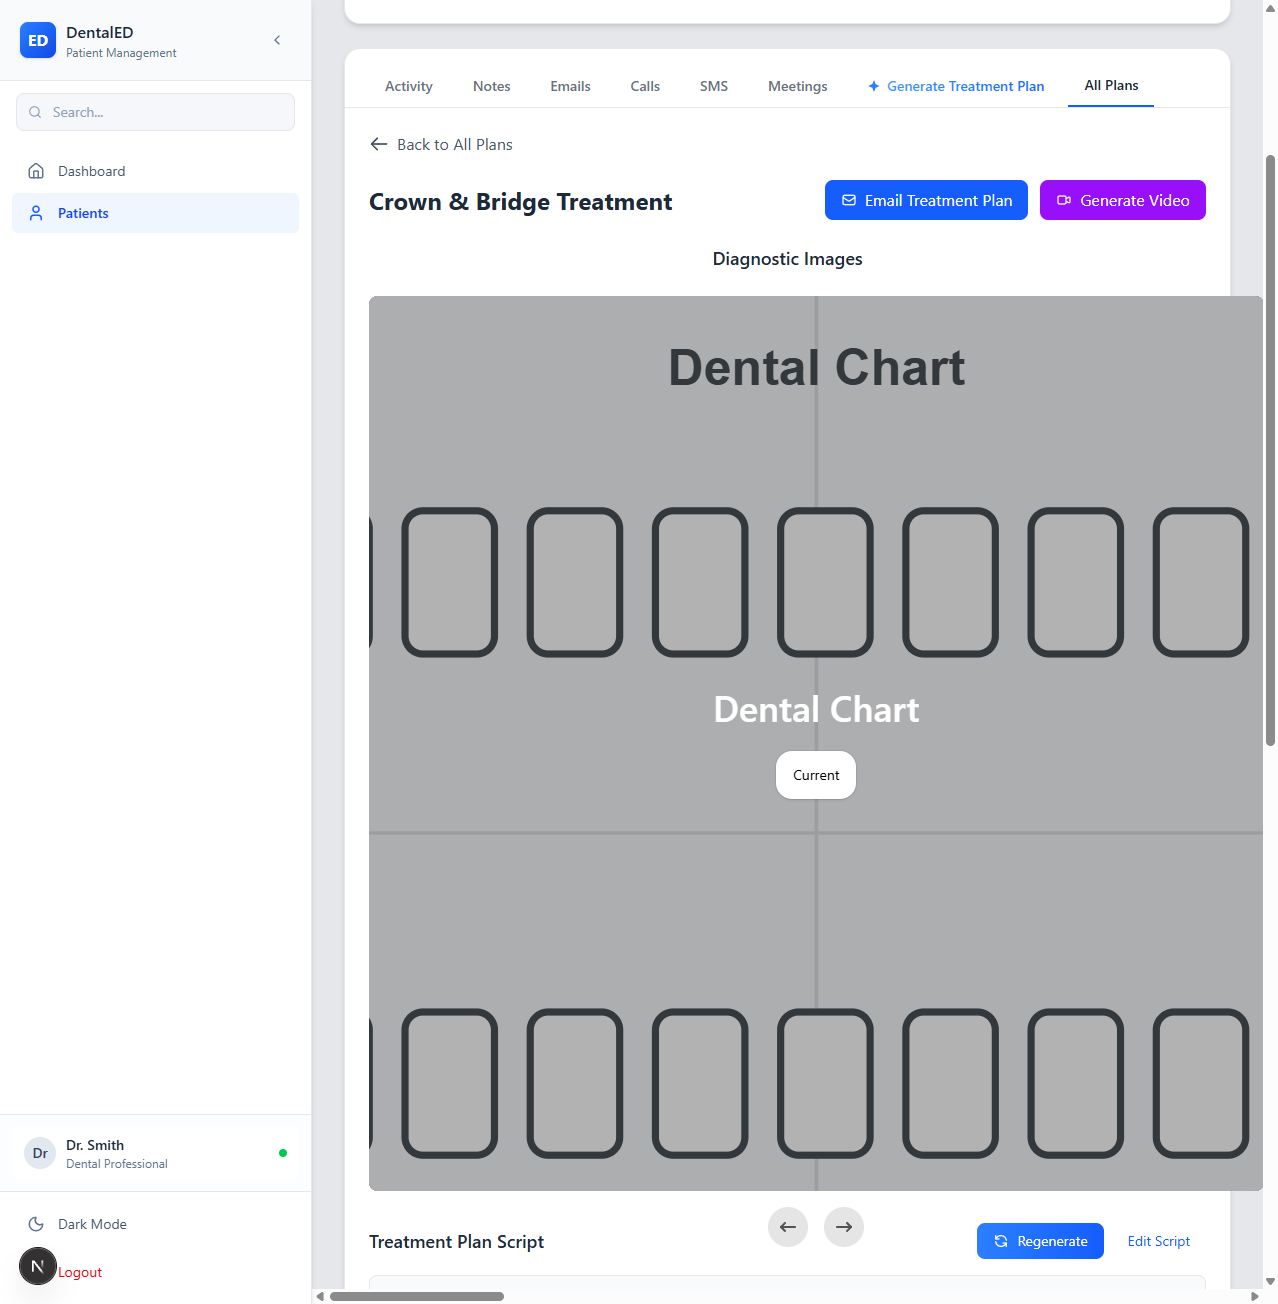 ED
DentalED
Patient Management
Search...
Dashboard
Patients
Dr
Dr. Smith
Dental Professional
Dark Mode
N
Logout
Activity
Notes
Emails
Calls
SMS
Meetings
Generate Treatment Plan
All Plans
Back to All Plans
Crown & Bridge Treatment
Email Treatment Plan
Generate Video
Diagnostic Images
Dental Chart
Dental Chart
Current
Treatment Plan Script
Regenerate
Edit Script